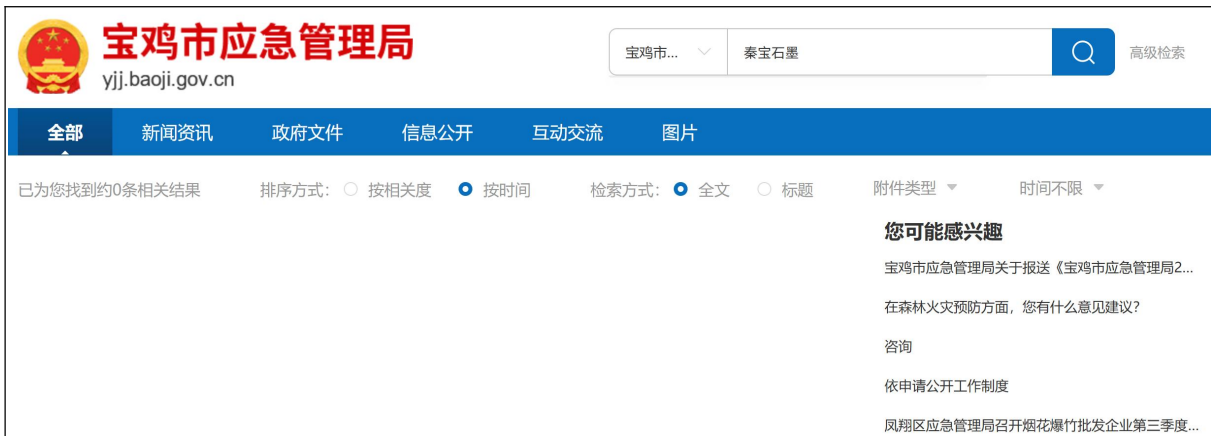 宝鸡市应急管理局
yjj.baoji.gov.cn
宝鸡市... 秦宝石墨 高级检索
全部 新闻资讯 政府文件 信息公开 互动交流 图片
已为您找到约0条相关结果 排序方式: 按相关度 按时间 检索方式: 全文 标题 附件类型 时间不限
您可能感兴趣
宝鸡市应急管理局关于报送《宝鸡市应急管理局2...
在森林火灾预防方面，您有什么意见建议?
咨询
依申请公开工作制度
凤翔区应急管理局召开烟花爆竹批发企业第三季度...